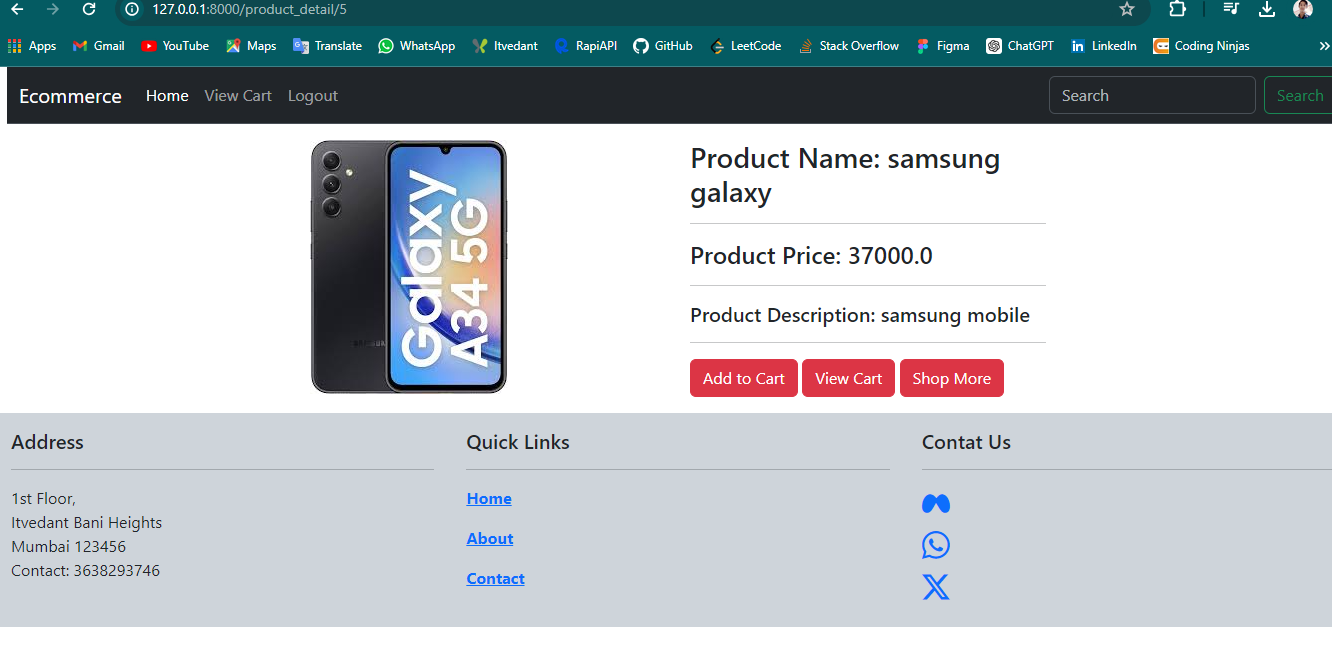 127.0.0.1:8000/product_detail/5
Apps Gmail YouTube Maps Translate WhatsApp Itvedant RapiAPI GitHub LeetCode Stack Overflow Figma ChatGPT LinkedIn Coding Ninjas »
Ecommerce Home View Cart Logout Search Search
Galaxy
A34 5G
SAMSUNG
Product Name: samsung
galaxy
Product Price: 37000.0
Product Description: samsung mobile
Add to Cart View Cart Shop More
Address Quick Links Contat Us
1st Floor,
Itvedant Bani Heights
Mumbai 123456
Contact: 3638293746
Home
About
Contact